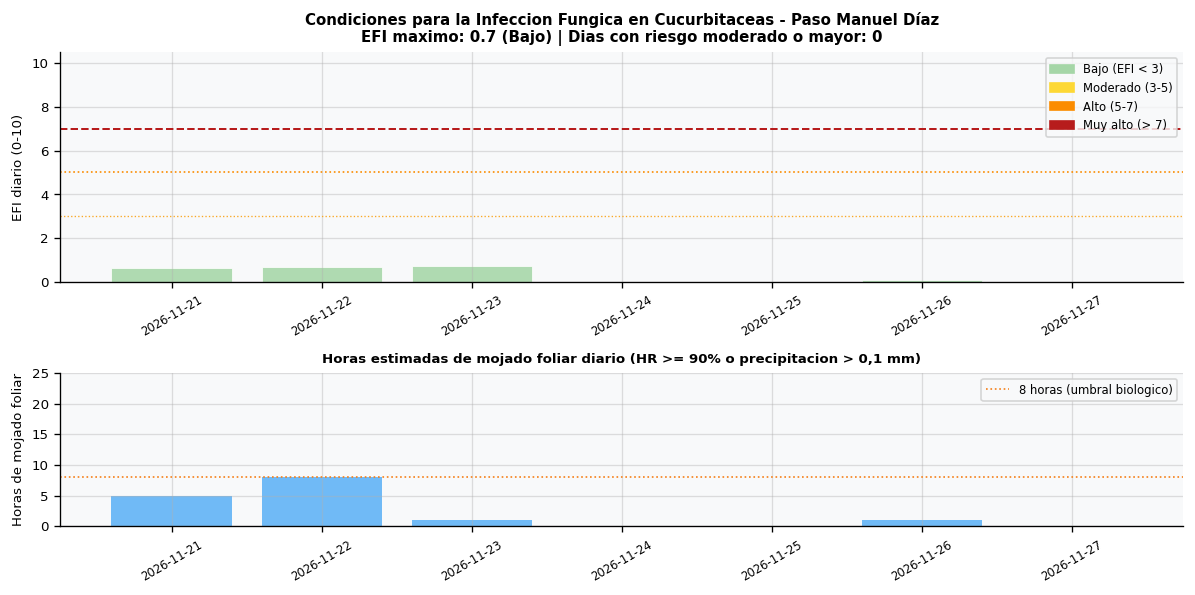 Condiciones para la Infeccion Fungica en Cucurbitaceas - Paso Manuel Díaz
EFI maximo: 0.7 (Bajo) | Dias con riesgo moderado o mayor: 0
EFI diario (0-10)
10
8
6
4
2
0
Bajo (EFI < 3)
Moderado (3-5)
Alto (5-7)
Muy alto (> 7)
2026-11-21
2026-11-22
2026-11-23
2026-11-24
2026-11-25
2026-11-26
2026-11-27
Horas estimadas de mojado foliar diario (HR >= 90% o precipitacion > 0,1 mm)
Horas de mojado foliar
25
20
15
10
5
0
8 horas (umbral biologico)
2026-11-21
2026-11-22
2026-11-23
2026-11-24
2026-11-25
2026-11-26
2026-11-27